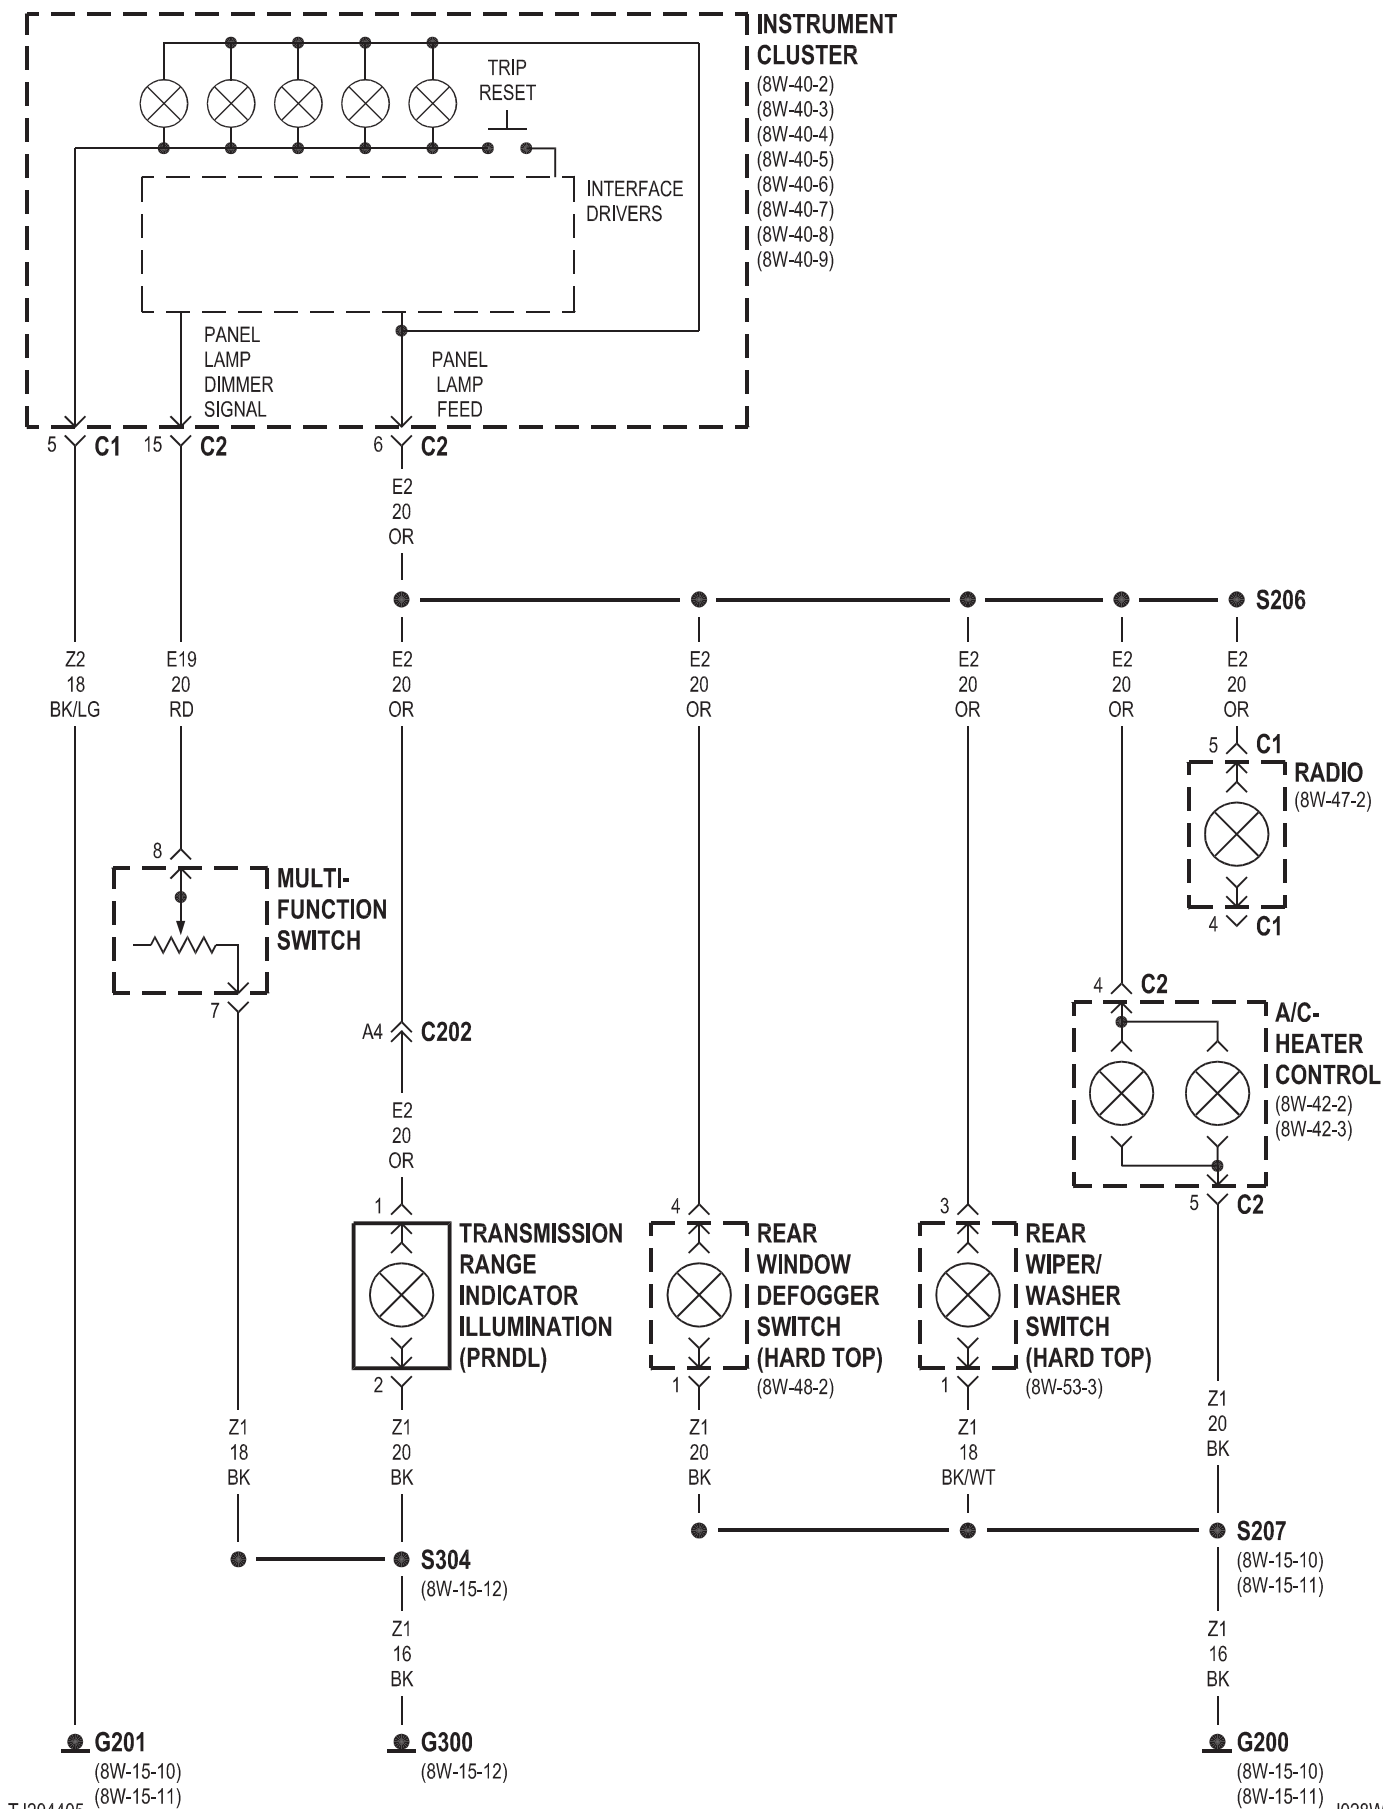 INSTRUMENT
CLUSTER
(8W-40-2)
(8W-40-3)
(8W-40-4)
(8W-40-5)
(8W-40-6)
(8W-40-7)
(8W-40-8)
(8W-40-9)
TRIP
RESET
INTERFACE
DRIVERS
PANEL
LAMP
DIMMER
SIGNAL
PANEL
LAMP
FEED
5 C1
15 C2
6 C2
E2
20
OR
S206
Z2
18
BK/LG
E19
20
RD
E2
20
OR
E2
20
OR
E2
20
OR
E2
20
OR
E2
20
OR
5 C1
RADIO
(8W-47-2)
4 C1
8
MULTI-
FUNCTION
SWITCH
7
A4 C202
E2
20
OR
4 C2
A/C-
HEATER
CONTROL
(8W-42-2)
(8W-42-3)
5 C2
1
TRANSMISSION
RANGE
INDICATOR
ILLUMINATION
(PRNDL)
2
4
REAR
WINDOW
DEFOGGER
SWITCH
(HARD TOP)
(8W-48-2)
1
3
REAR
WIPER/
WASHER
SWITCH
(HARD TOP)
(8W-53-3)
1
Z1
18
BK
Z1
20
BK
Z1
20
BK
Z1
18
BK/WT
Z1
20
BK
S304
(8W-15-12)
S207
(8W-15-10)
(8W-15-11)
Z1
16
BK
Z1
16
BK
G201
(8W-15-10)
(8W-15-11)
G300
(8W-15-12)
G200
(8W-15-10)
(8W-15-11)